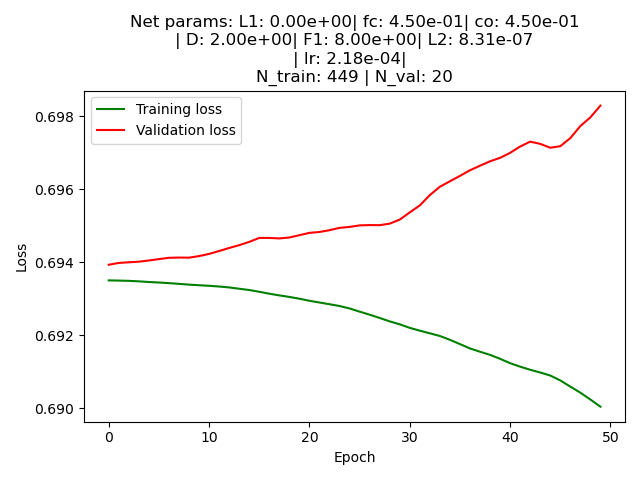 Net params: L1: 0.00e+00| fc: 4.50e-01| co: 4.50e-01
| D: 2.00e+00| F1: 8.00e+00| L2: 8.31e-07
| lr: 2.18e-04|
N_train: 449 | N_val: 20
Training loss
Validation loss
0.698
0.696
0.694
0.692
0.690
Loss
0 10 20 30 40 50
Epoch